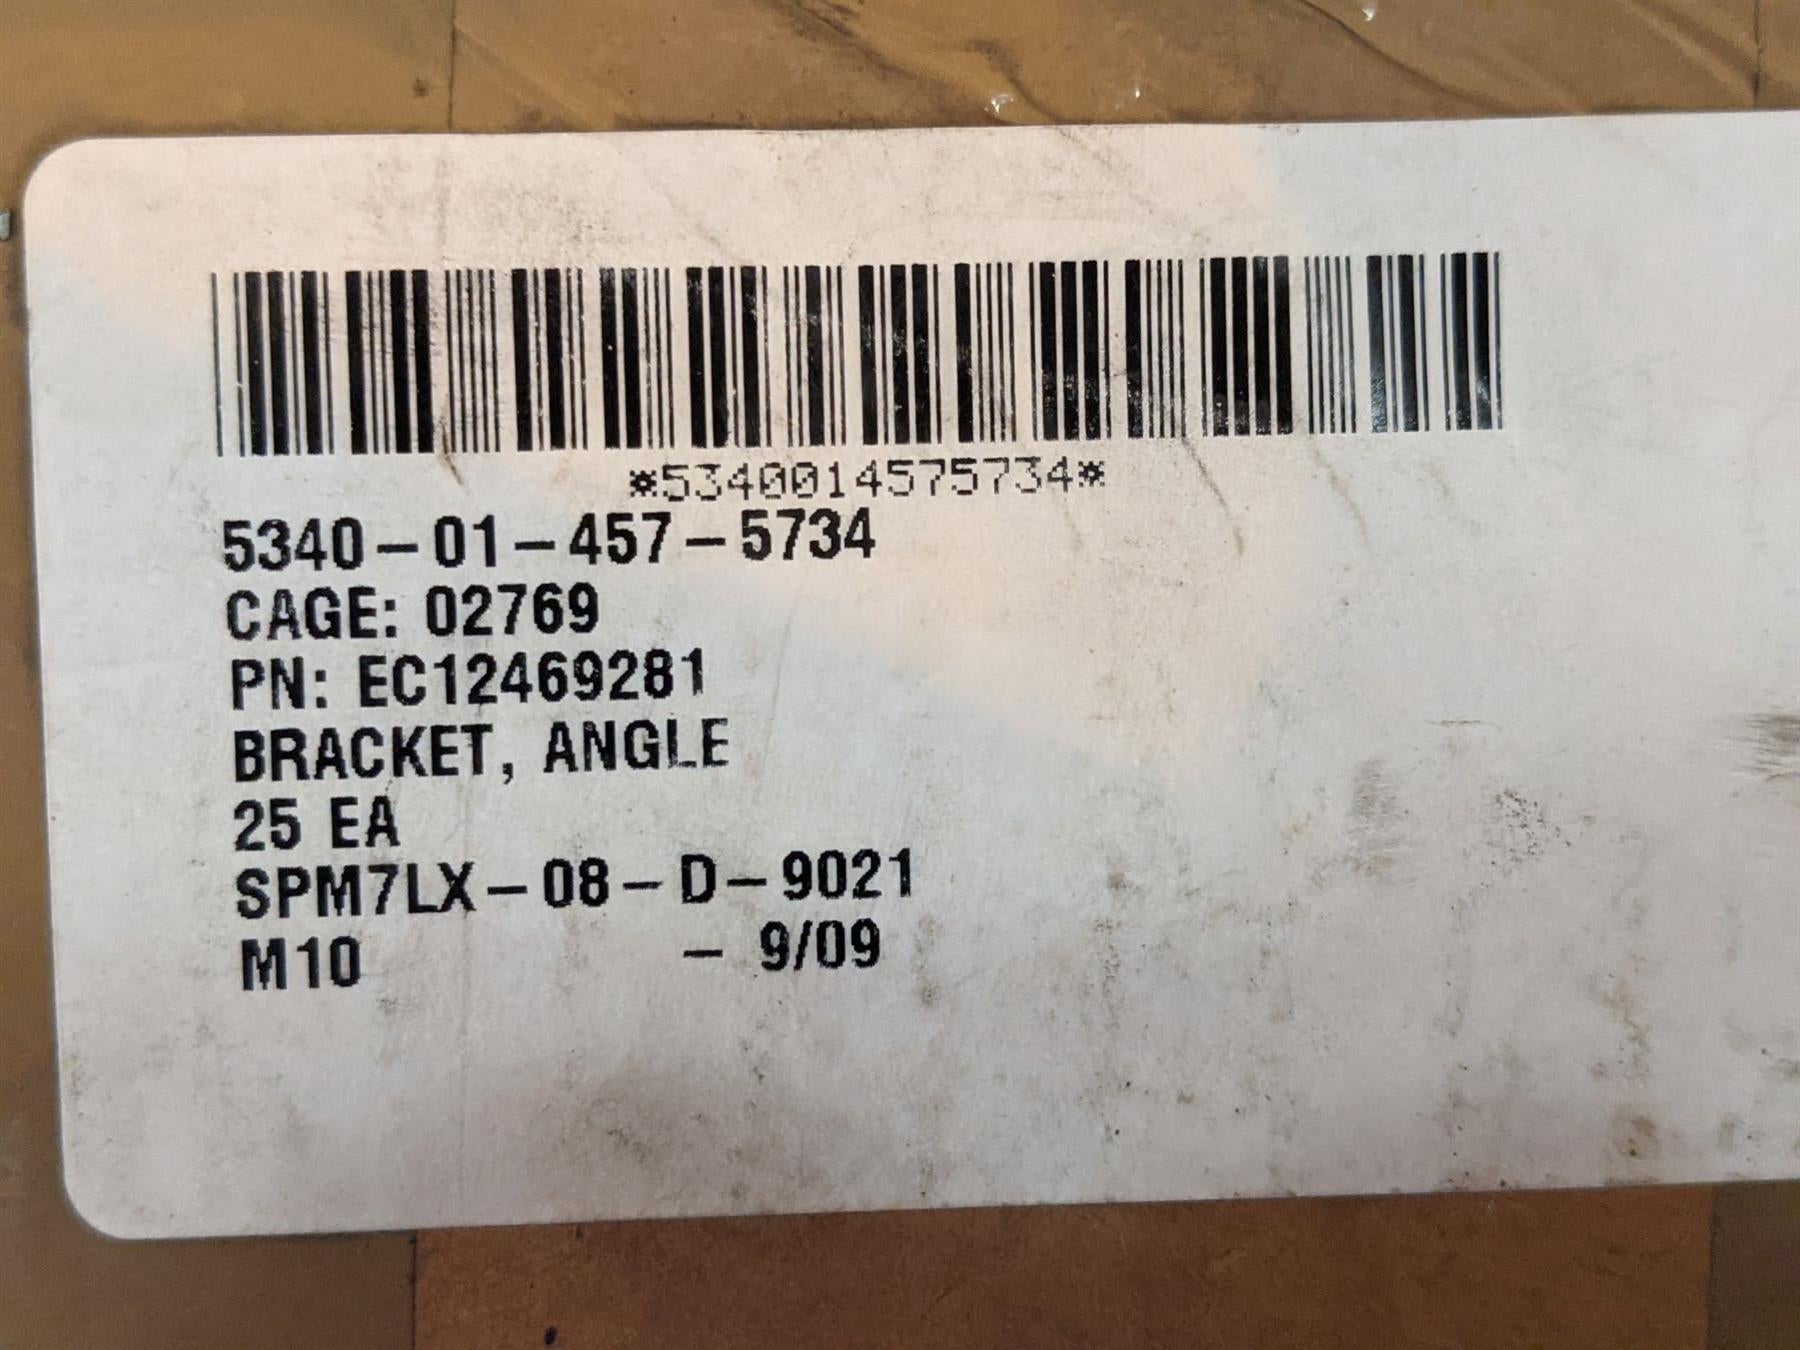 *5340014575734*
5340-01-457-5734
CAGE: 02769
PN: EC12469281
BRACKET, ANGLE
25 EA
SPM7LX-08-D-9021
M10 - 9/09